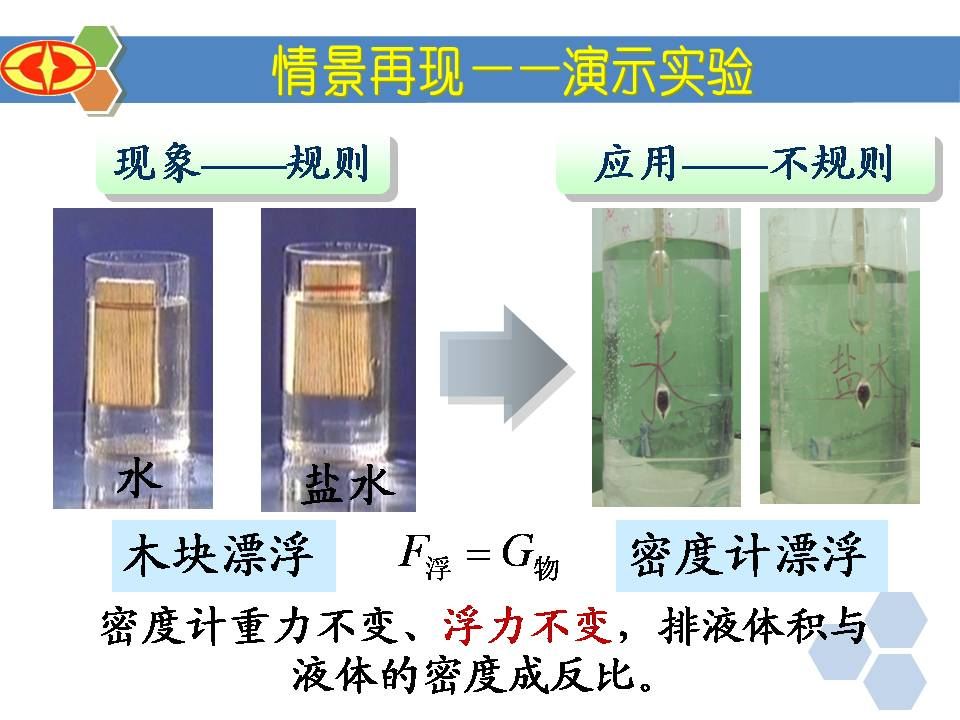 情景再现——演示实验
现象——规则
应用——不规则
水
盐水
水
盐水
木块漂浮
F浮 = G物
密度计漂浮
密度计重力不变、浮力不变，排液体积与
液体的密度成反比。